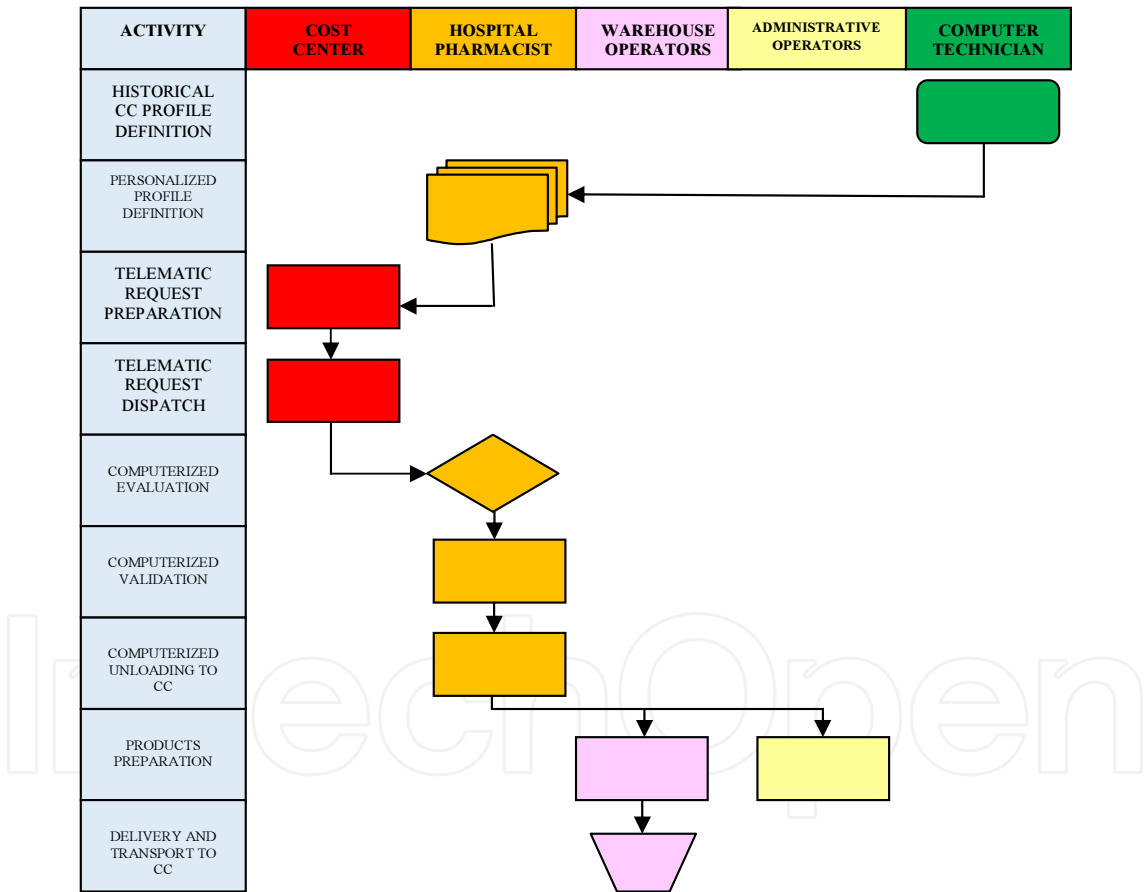 ACTIVITY
COST
CENTER
HOSPITAL
PHARMACIST
WAREHOUSE
OPERATORS
ADMINISTRATIVE
OPERATORS
COMPUTER
TECHNICIAN
HISTORICAL
CC PROFILE
DEFINITION
PERSONALIZED
PROFILE
DEFINITION
TELEMATIC
REQUEST
PREPARATION
TELEMATIC
REQUEST
DISPATCH
COMPUTERIZED
EVALUATION
COMPUTERIZED
VALIDATION
COMPUTERIZED
UNLOADING TO
CC
PRODUCTS
PREPARATION
DELIVERY AND
TRANSPORT TO
CC
IntechOpen